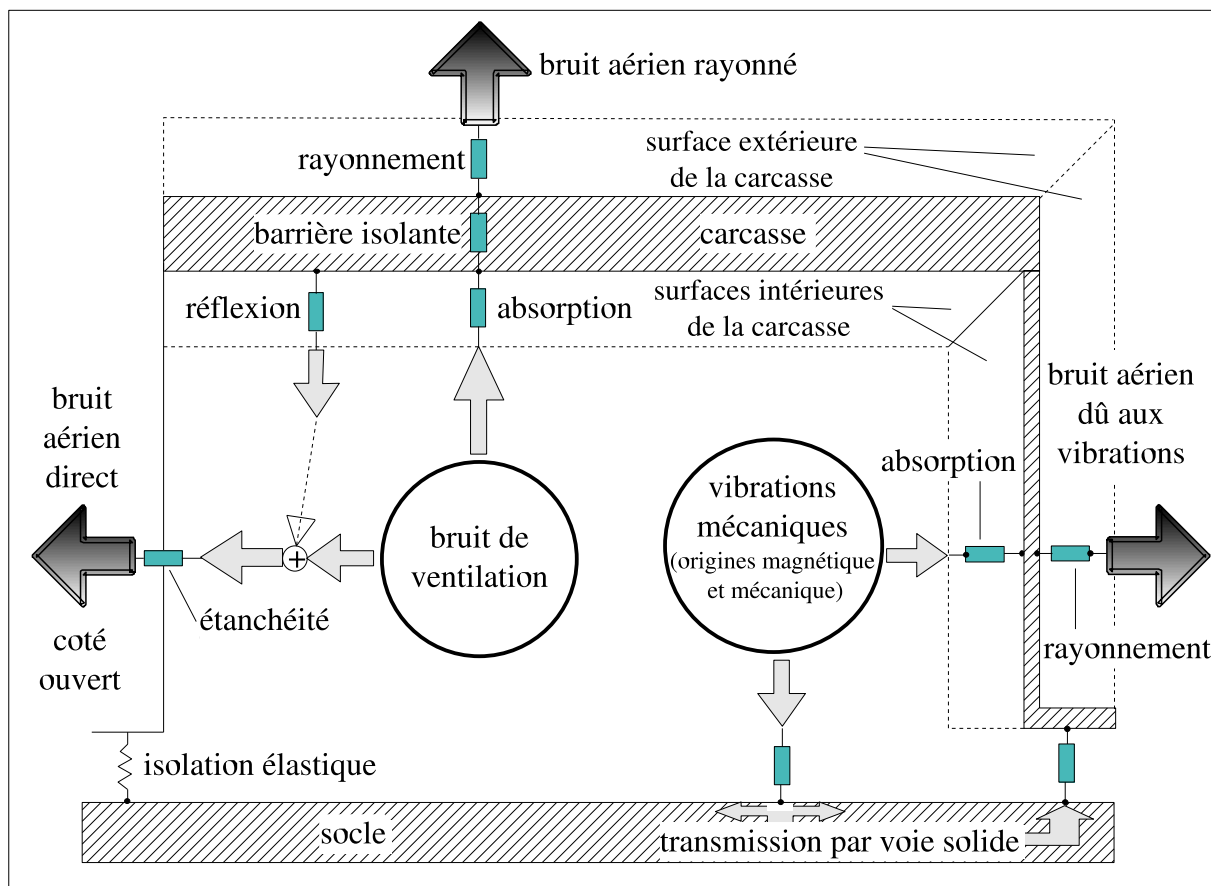 bruit aérien rayonné
rayonnement
surface extérieure
de la carcasse
barrière isolante
carcasse
réflexion
absorption
surfaces intérieures
de la carcasse
bruit
aérien
direct
bruit aérien
dû aux
vibrations
absorption
vibrations
mécaniques
(origines magnétique
et mécanique)
bruit de
ventilation
+
étanchéité
coté
ouvert
rayonnement
isolation élastique
socle
transmission par voie solide